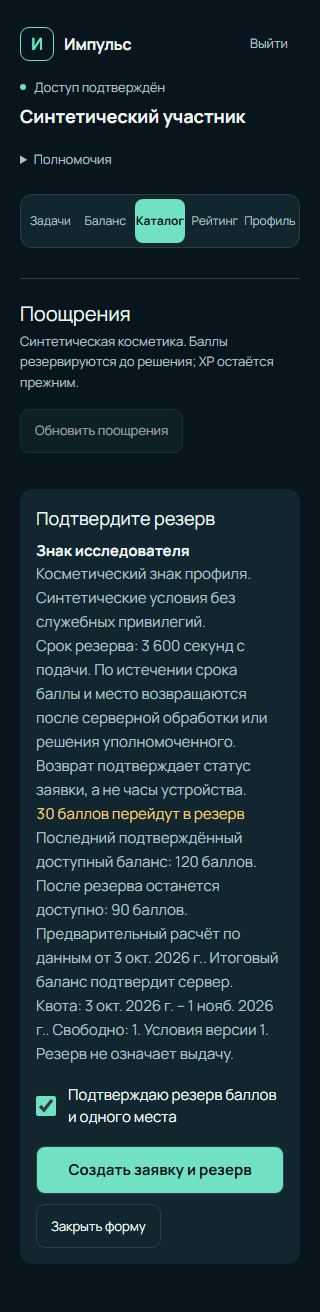 И Импульс Выйти
Доступ подтверждён
Синтетический участник
Полномочия
Задачи Баланс Каталог Рейтинг Профиль
Поощрения
Синтетическая косметика. Баллы
резервируются до решения; XP остаётся
прежним.
Обновить поощрения
Подтвердите резерв
Знак исследователя
Косметический знак профиля.
Синтетические условия без
служебных привилегий.
Срок резерва: 3 600 секунд с
подачи. По истечении срока
баллы и место возвращаются
после серверной обработки или
решения уполномоченного.
Возврат подтверждает статус
заявки, а не часы устройства.
30 баллов перейдут в резерв
Последний подтверждённый
доступный баланс: 120 баллов.
После резерва останется
доступно: 90 баллов.
Предварительный расчёт по
данным от 3 окт. 2026 г.. Итоговый
баланс подтвердит сервер.
Квота: 3 окт. 2026 г. – 1 нояб. 2026
г.. Свободно: 1. Условия версии 1.
Резерв не означает выдачу.
Подтверждаю резерв баллов
и одного места
Создать заявку и резерв
Закрыть форму